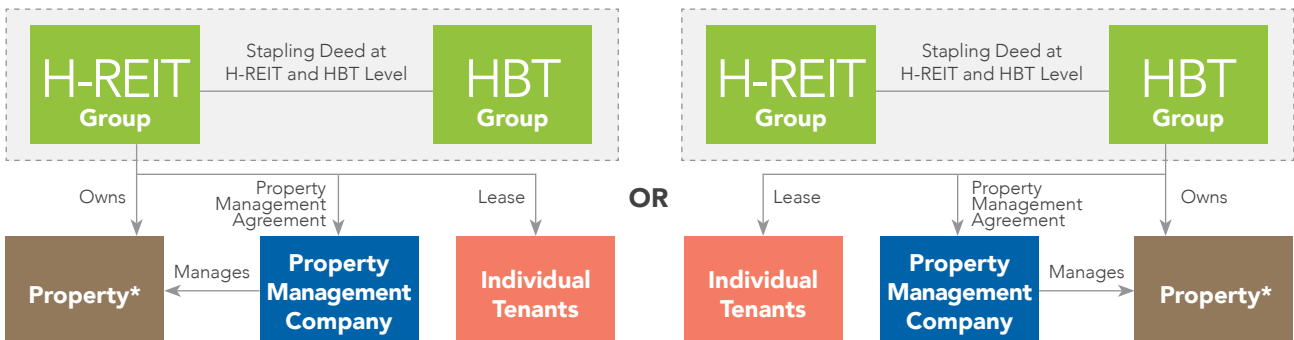 H-REIT
Group
Stapling Deed at
H-REIT and HBT Level
HBT
Group
Owns
Property
Management
Agreement
Lease
Property*
Manages
Property
Management
Company
Individual
Tenants
OR
H-REIT
Group
Stapling Deed at
H-REIT and HBT Level
HBT
Group
Lease
Property
Management
Agreement
Owns
Individual
Tenants
Property
Management
Company
Manages
Property*